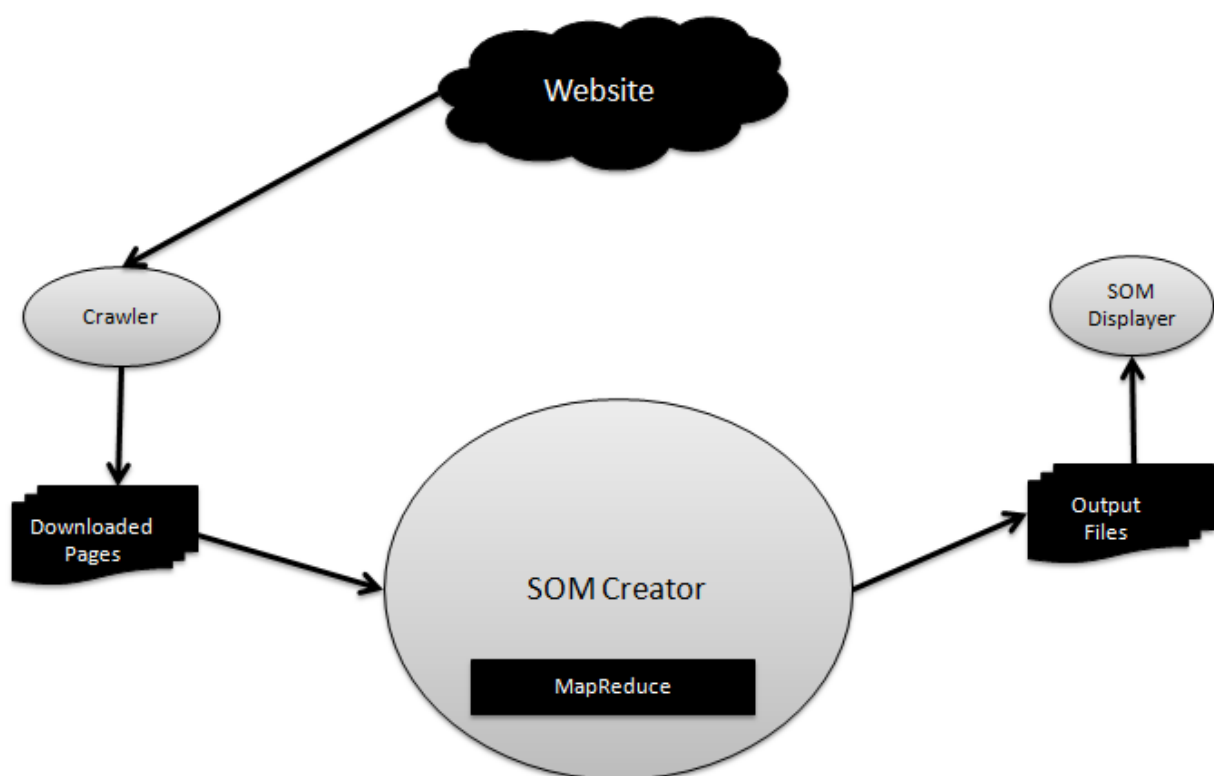 Website
Crawler
SOM
Displayer
Downloaded
Pages
Output
Files
SOM Creator
MapReduce